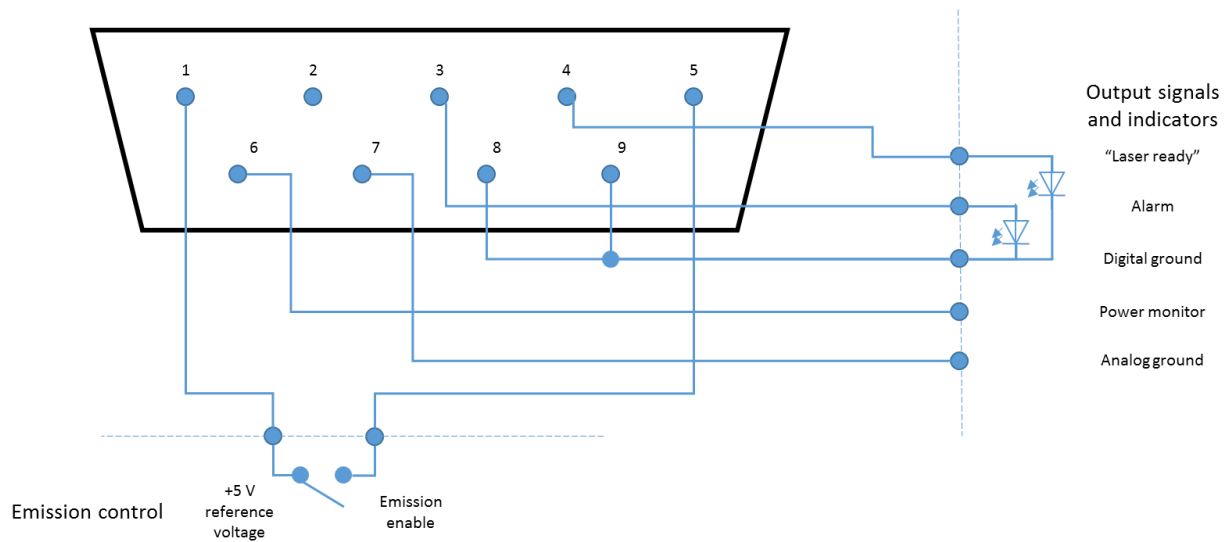 1
2
3
4
5
6
7
8
9
Output signals
and indicators
“Laser ready”
Alarm
Digital ground
Power monitor
Analog ground
Emission control
+5 V
reference
voltage
Emission
enable